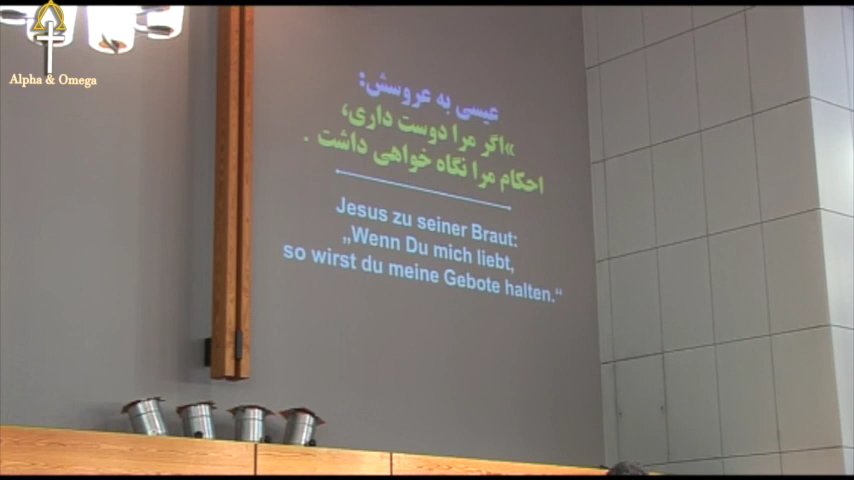 Alpha & Omega
عیسی به عروسش:
»اگر مرا دوست داری،
احکام مرا نگاه خواهی داشت .
Jesus zu seiner Braut:
„Wenn Du mich liebt,
so wirst du meine Gebote halten.“